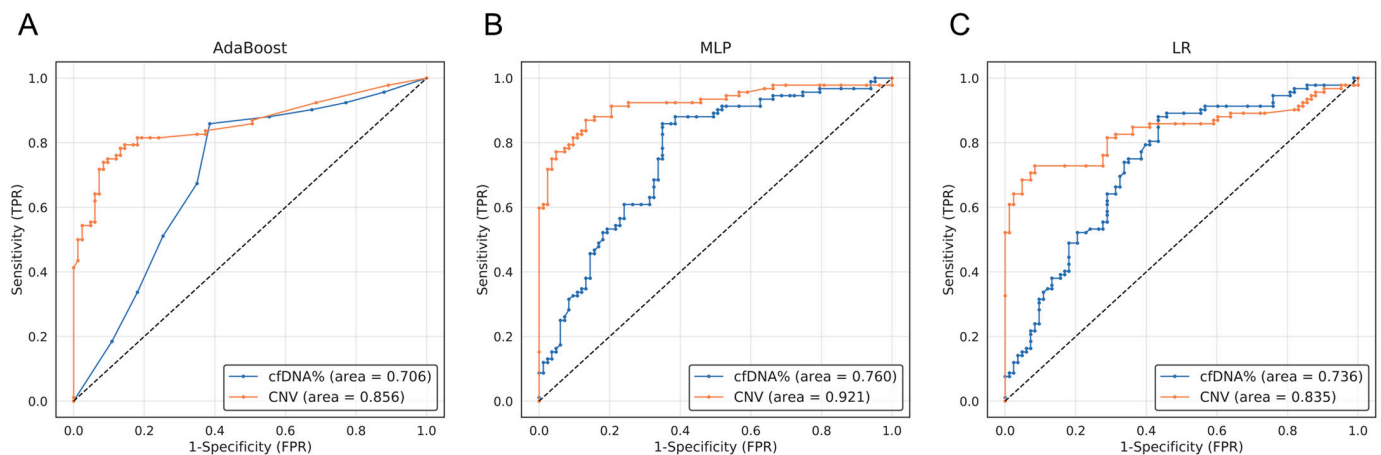 A
AdaBoost
Sensitivity (TPR)
1.0
0.8
0.6
0.4
0.2
0.0
cfDNA% (area = 0.706)
CNV (area = 0.856)
0.0 0.2 0.4 0.6 0.8 1.0
1-Specificity (FPR)
B
MLP
Sensitivity (TPR)
1.0
0.8
0.6
0.4
0.2
0.0
cfDNA% (area = 0.760)
CNV (area = 0.921)
0.0 0.2 0.4 0.6 0.8 1.0
1-Specificity (FPR)
C
LR
Sensitivity (TPR)
1.0
0.8
0.6
0.4
0.2
0.0
cfDNA% (area = 0.736)
CNV (area = 0.835)
0.0 0.2 0.4 0.6 0.8 1.0
1-Specificity (FPR)